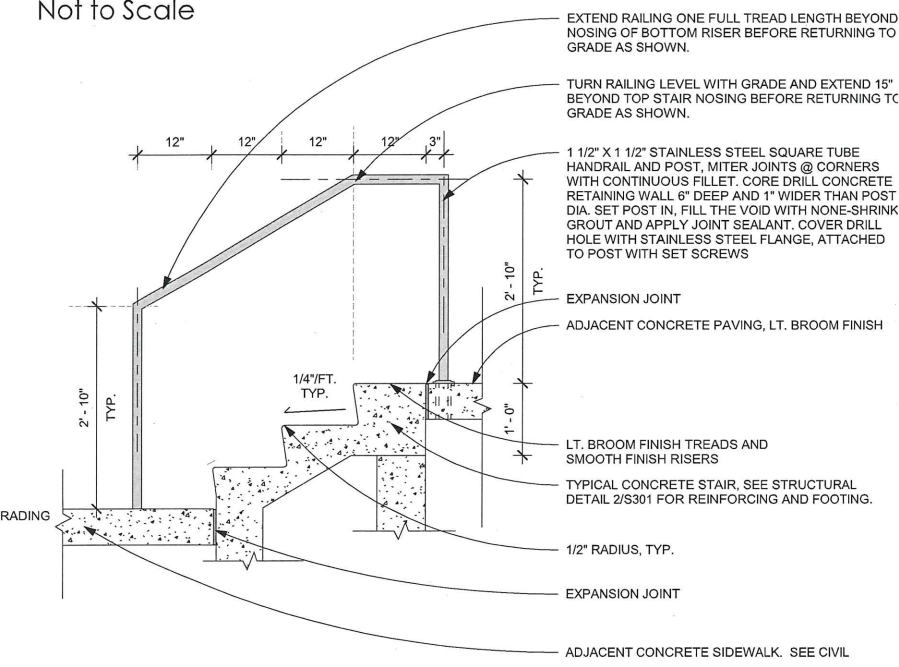 Not to Scale
EXTEND RAILING ONE FULL TREAD LENGTH BEYOND
NOSING OF BOTTOM RISER BEFORE RETURNING TO
GRADE AS SHOWN.
TURN RAILING LEVEL WITH GRADE AND EXTEND 15"
BEYOND TOP STAIR NOSING BEFORE RETURNING TO
GRADE AS SHOWN.
12" 12" 12" 12" 3"
1 1/2" X 1 1/2" STAINLESS STEEL SQUARE TUBE
HANDRAIL AND POST, MITER JOINTS @ CORNERS
WITH CONTINUOUS FILLET. CORE DRILL CONCRETE
RETAINING WALL 6" DEEP AND 1" WIDER THAN POST
DIA. SET POST IN, FILL THE VOID WITH NONE-SHRINK
GROUT AND APPLY JOINT SEALANT. COVER DRILL
HOLE WITH STAINLESS STEEL FLANGE, ATTACHED
TO POST WITH SET SCREWS
2' - 10"
TYP.
EXPANSION JOINT
ADJACENT CONCRETE PAVING, LT. BROOM FINISH
1/4"/FT.
TYP.
2' - 10"
TYP.
1' - 0"
LT. BROOM FINISH TREADS AND
SMOOTH FINISH RISERS
TYPICAL CONCRETE STAIR, SEE STRUCTURAL
DETAIL 2/S301 FOR REINFORCING AND FOOTING.
RADING
1/2" RADIUS, TYP.
EXPANSION JOINT
ADJACENT CONCRETE SIDEWALK. SEE CIVIL